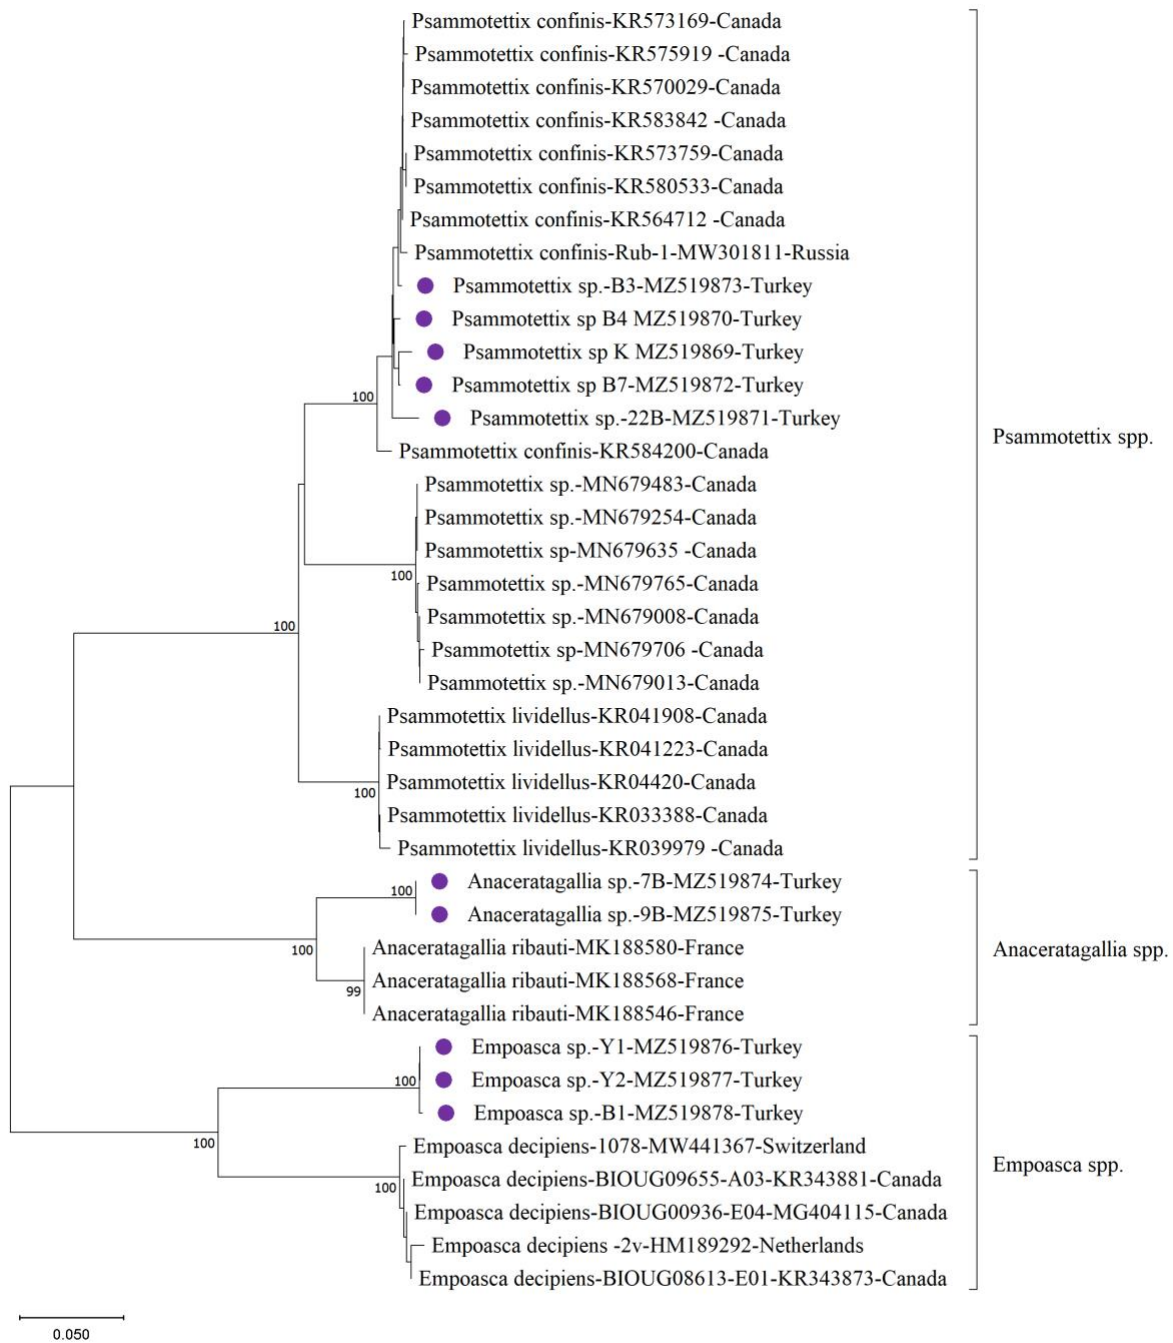 Psammotettix confinis-KR573169-Canada
Psammotettix confinis-KR575919 -Canada
Psammotettix confinis-KR570029-Canada
Psammotettix confinis-KR583842 -Canada
Psammotettix confinis-KR573759-Canada
Psammotettix confinis-KR580533-Canada
Psammotettix confinis-KR564712 -Canada
Psammotettix confinis-Rub-1-MW301811-Russia
Psammotettix sp.-B3-MZ519873-Turkey
Psammotettix sp B4 MZ519870-Turkey
Psammotettix sp K MZ519869-Turkey
Psammotettix sp B7-MZ519872-Turkey
100
Psammotettix sp.-22B-MZ519871-Turkey
Psammotettix spp.
Psammotettix confinis-KR584200-Canada
Psammotettix sp.-MN679483-Canada
Psammotettix sp.-MN679254-Canada
Psammotettix sp-MN679635 -Canada
100
Psammotettix sp.-MN679765-Canada
Psammotettix sp.-MN679008-Canada
100
Psammotettix sp-MN679706 -Canada
Psammotettix sp.-MN679013-Canada
Psammotettix lividellus-KR041908-Canada
Psammotettix lividellus-KR041223-Canada
Psammotettix lividellus-KR04420-Canada
100
Psammotettix lividellus-KR033388-Canada
Psammotettix lividellus-KR039979 -Canada
100
Anaceratagallia sp.-7B-MZ519874-Turkey
Anaceratagallia sp.-9B-MZ519875-Turkey
100
Anaceratagallia ribauti-MK188580-France
Anaceratagallia spp.
Anaceratagallia ribauti-MK188568-France
99
Anaceratagallia ribauti-MK188546-France
Empoasca sp.-Y1-MZ519876-Turkey
100
Empoasca sp.-Y2-MZ519877-Turkey
Empoasca sp.-B1-MZ519878-Turkey
100
Empoasca decipiens-1078-MW441367-Switzerland
Empoasca spp.
Empoasca decipiens-BIOUG09655-A03-KR343881-Canada
100
Empoasca decipiens-BIOUG00936-E04-MG404115-Canada
Empoasca decipiens -2v-HM189292-Netherlands
Empoasca decipiens-BIOUG08613-E01-KR343873-Canada
0.050